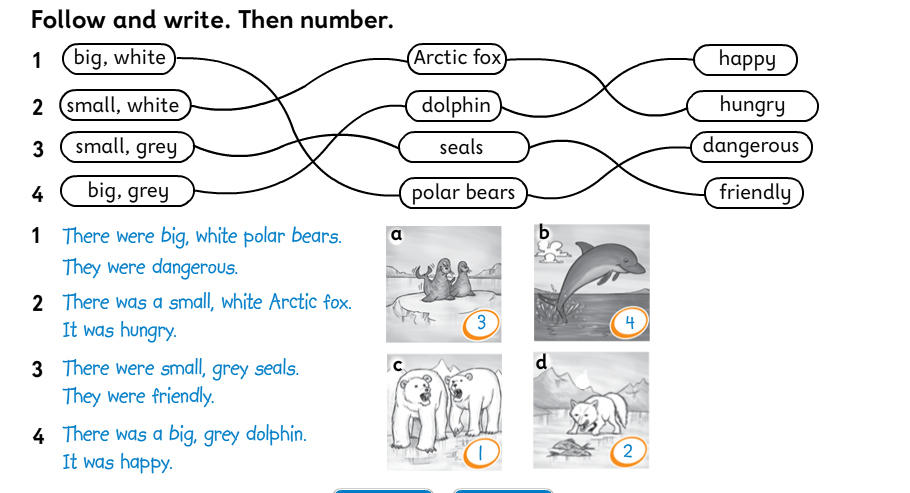 Follow and write. Then number.
1 big, white Arctic fox happy
2 small, white dolphin hungry
3 small, grey seals dangerous
4 big, grey polar bears friendly
1 There were big, white polar bears.
They were dangerous.
2 There was a small, white Arctic fox.
It was hungry.
3 There were small, grey seals.
They were friendly.
4 There was a big, grey dolphin.
It was happy.
a
3
b
4
c
1
d
2